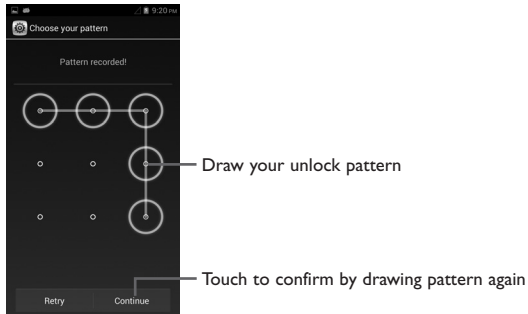 9:20 PM
Choose your pattern
Pattern recorded!
Draw your unlock pattern
Touch to confirm by drawing pattern again
Retry Continue